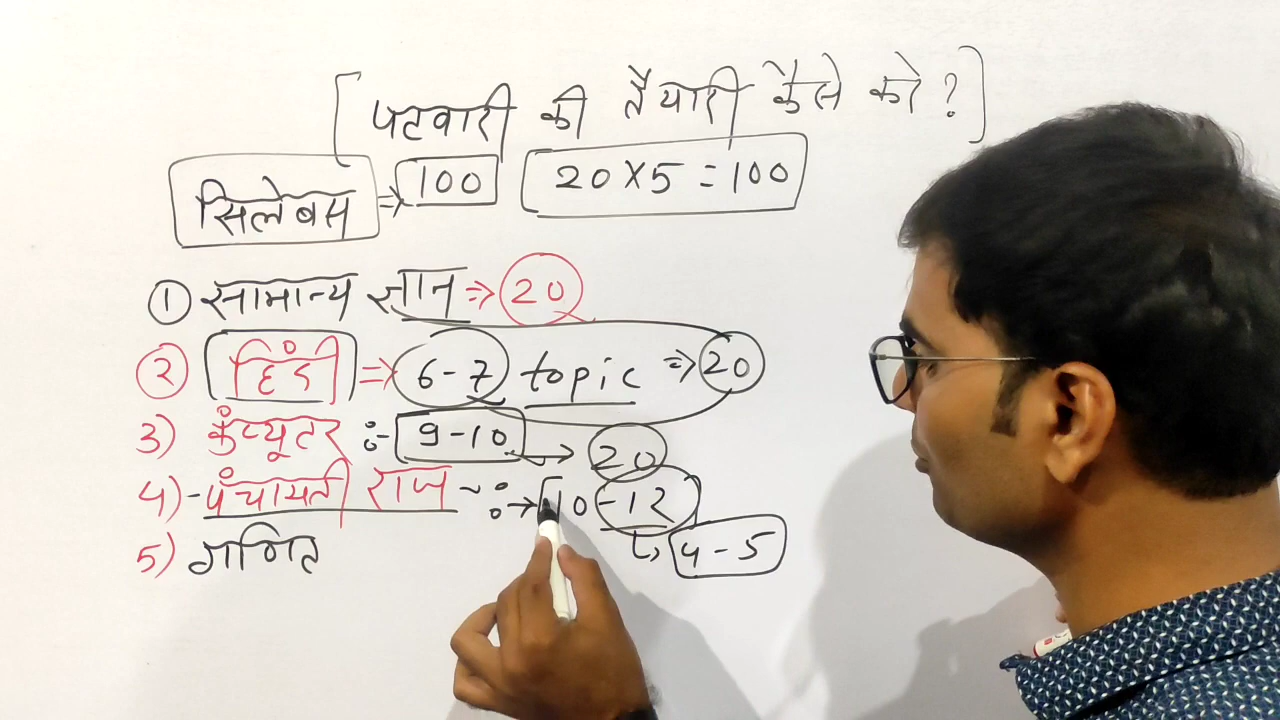 [पटवारी की तैयारी कैसे करे ?]
सिलेबस => 100 20 X 5 = 100
1 सामान्य ज्ञान => 20
2 हिंदी => 6-7 topic => 20
3) कंप्यूटर :- 9-10 → 20
4) - पंचायती राज ~ : → 10-12
↳ 4-5
5) गणित